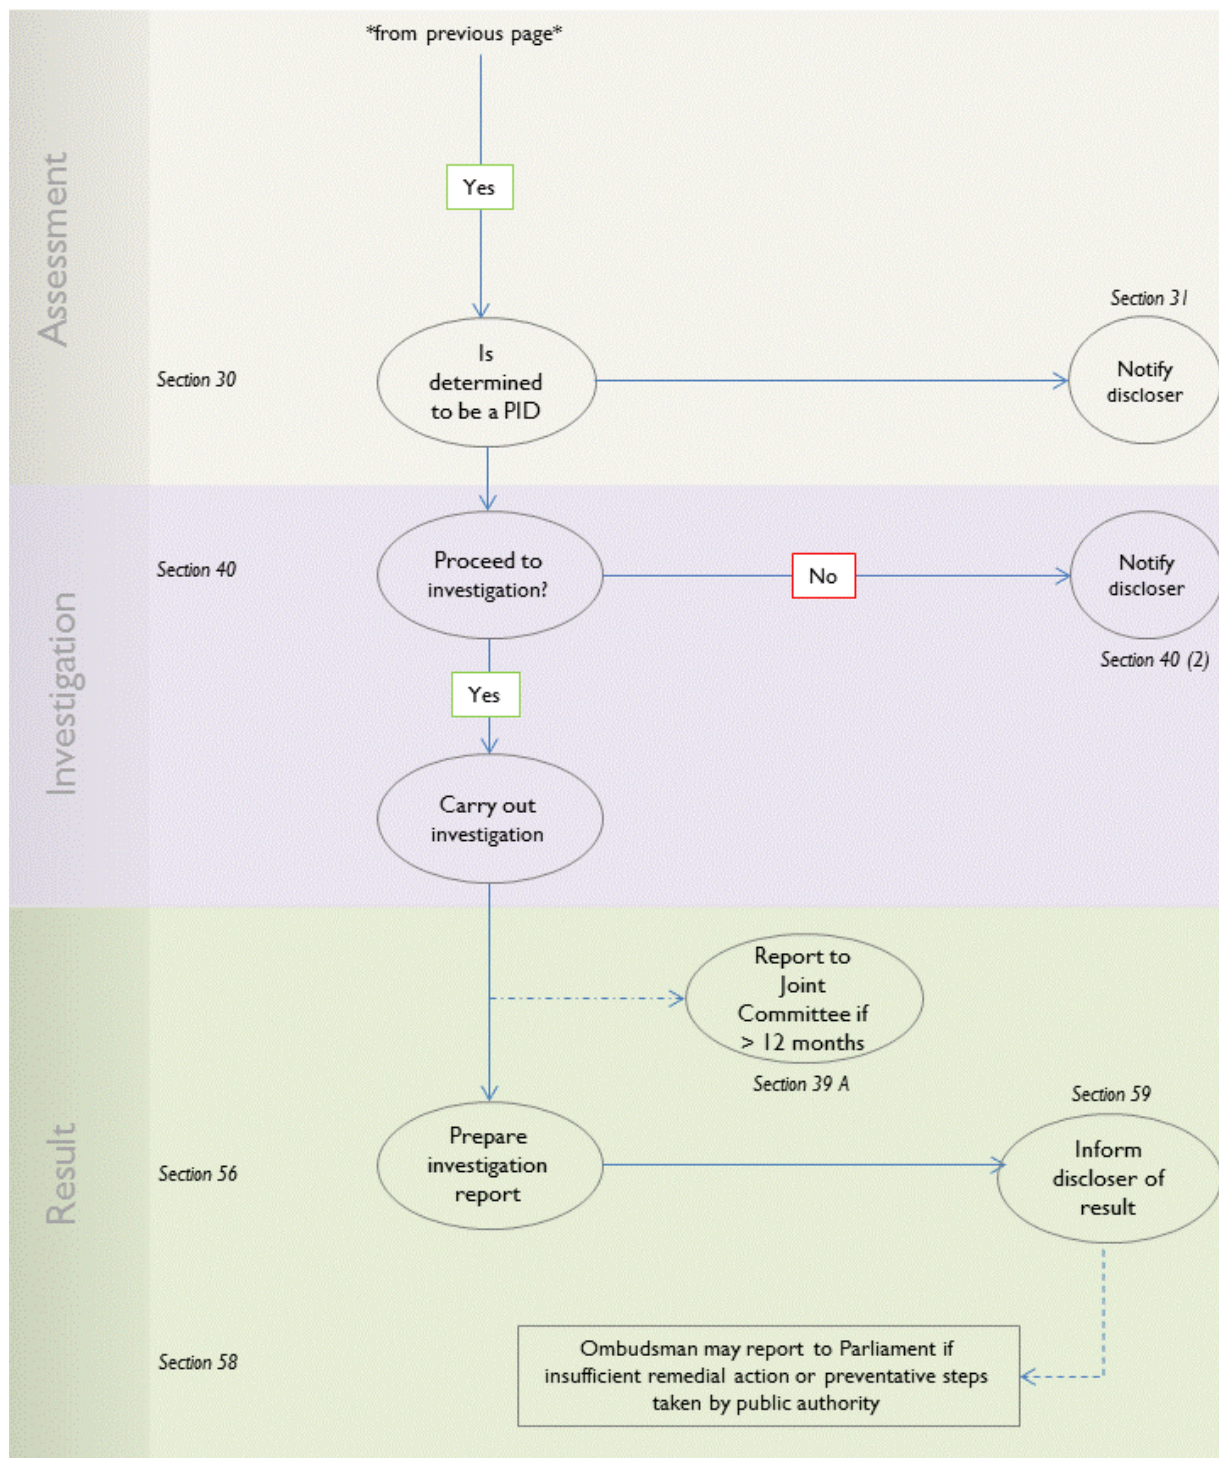 *from previous page*
Assessment
Yes
Section 31
Is
determined
to be a PID
Notify
discloser
Section 30
Investigation
Section 40
Proceed to
investigation?
No
Notify
discloser
Section 40 (2)
Yes
Carry out
investigation
Result
Report to
Joint
Committee if
> 12 months
Section 39 A
Section 59
Section 56
Prepare
investigation
report
Inform
discloser of
result
Section 58
Ombudsman may report to Parliament if
insufficient remedial action or preventative steps
taken by public authority